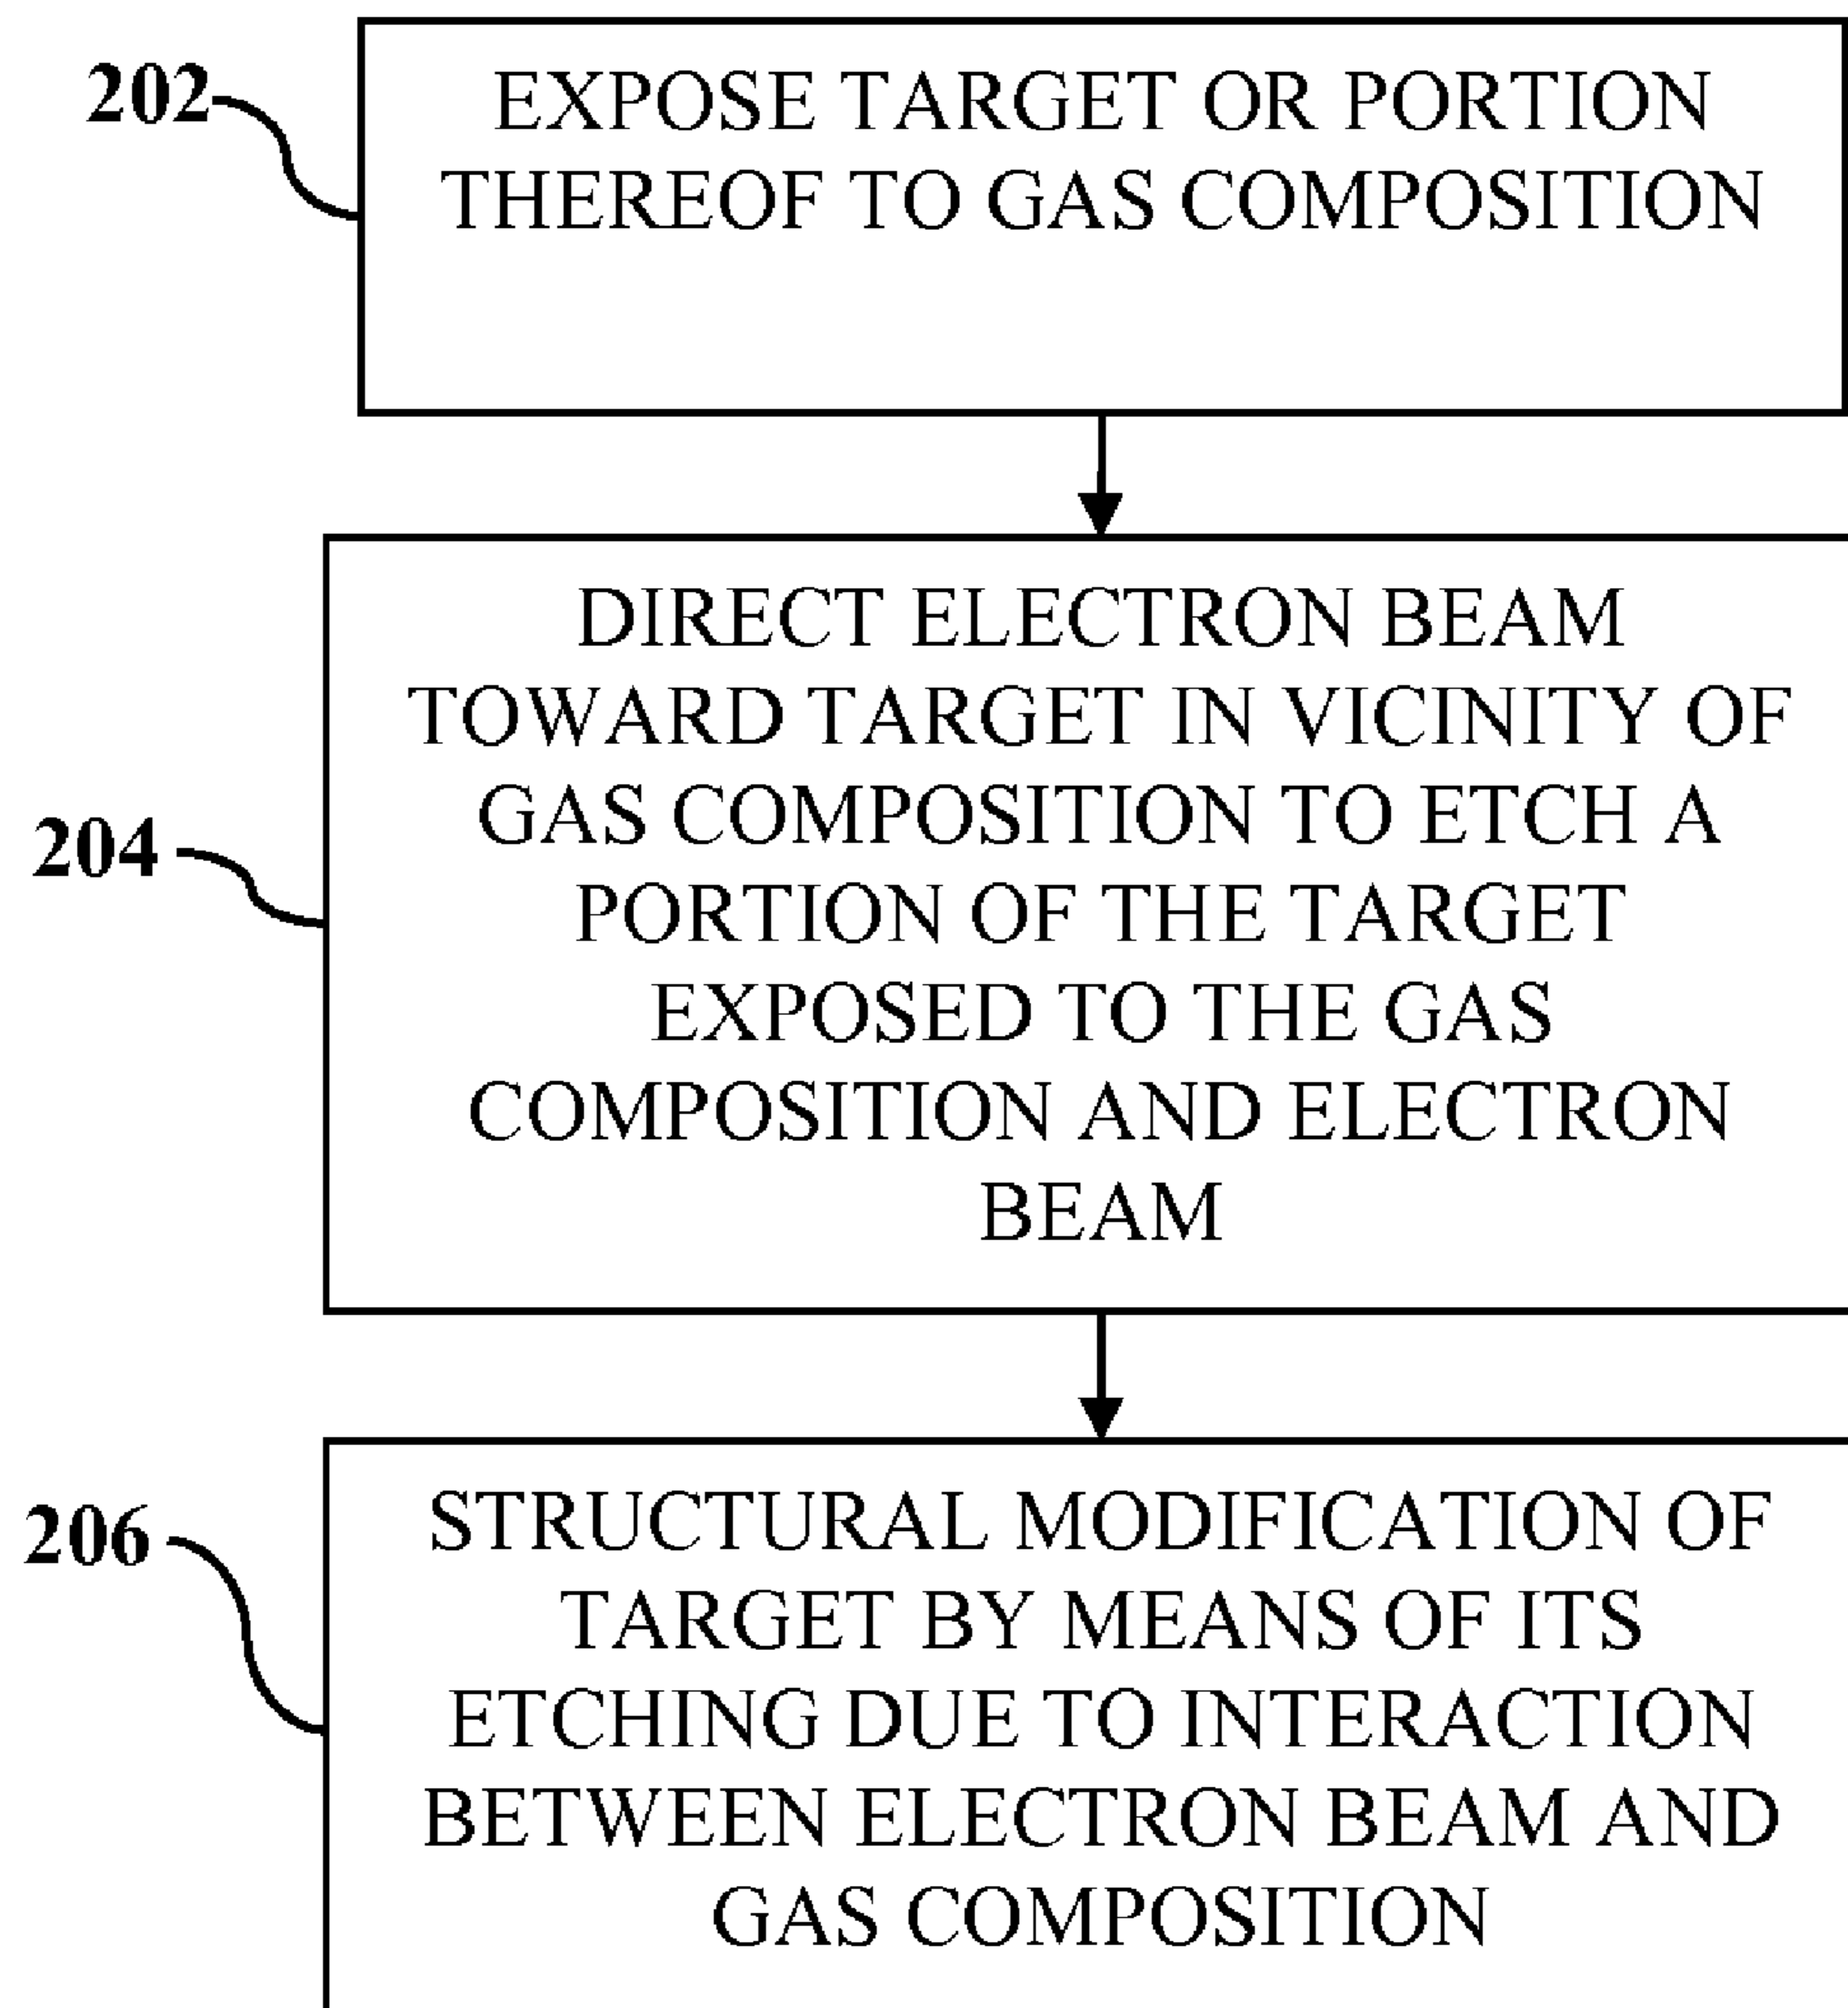 202
EXPOSE TARGET OR PORTION
THEREOF TO GAS COMPOSITION
204
DIRECT ELECTRON BEAM
TOWARD TARGET IN VICINITY OF
GAS COMPOSITION TO ETCH A
PORTION OF THE TARGET
EXPOSED TO THE GAS
COMPOSITION AND ELECTRON
BEAM
206
STRUCTURAL MODIFICATION OF
TARGET BY MEANS OF ITS
ETCHING DUE TO INTERACTION
BETWEEN ELECTRON BEAM AND
GAS COMPOSITION